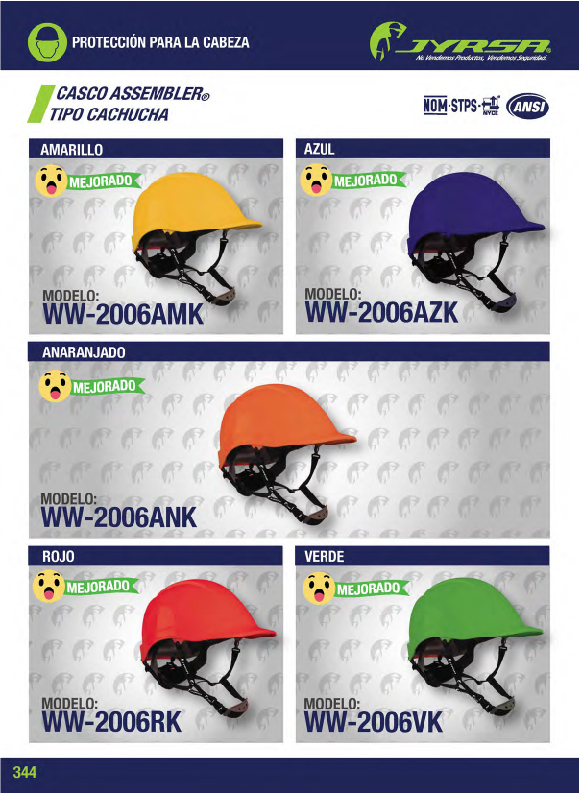 PROTECCIÓN PARA LA CABEZA
JYRSA®
No Vendemos Productos, Vendemos Seguridad.
CASCO ASSEMBLER®
TIPO CACHUCHA
NOM-STPS-
NYCE
ANSI
AMARILLO
MEJORADO
MODELO:
WW-2006AMK
AZUL
MEJORADO
MODELO:
WW-2006AZK
ANARANJADO
MEJORADO
MODELO:
WW-2006ANK
ROJO
MEJORADO
MODELO:
WW-2006RK
VERDE
MEJORADO
MODELO:
WW-2006VK
344